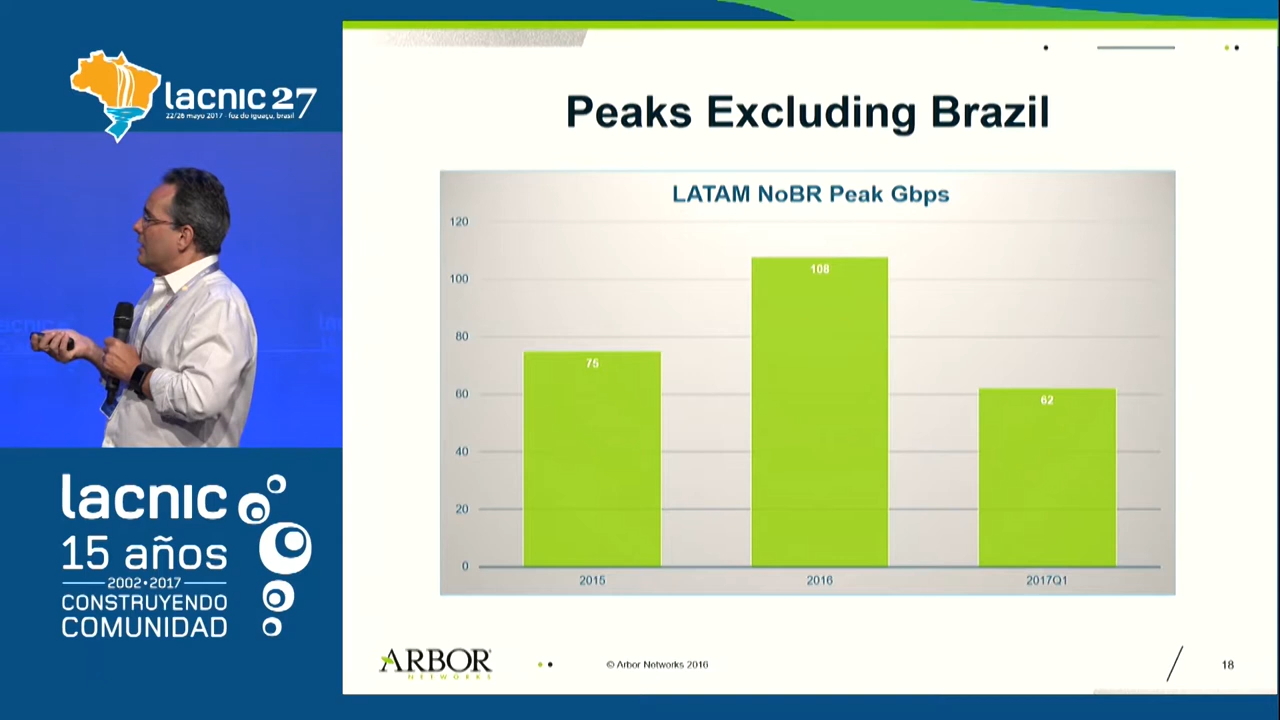 lacnic 27
22/26 mayo 2017 - foz do iguaçu, brasil
lacnic
15 años
2002•2017
CONSTRUYENDO
COMUNIDAD
Peaks Excluding Brazil
LATAM NoBR Peak Gbps
120
100
80
60
40
20
0
75
108
62
2015
2016
2017Q1
ARBOR
NETWORKS
© Arbor Networks 2016
18
lacnic